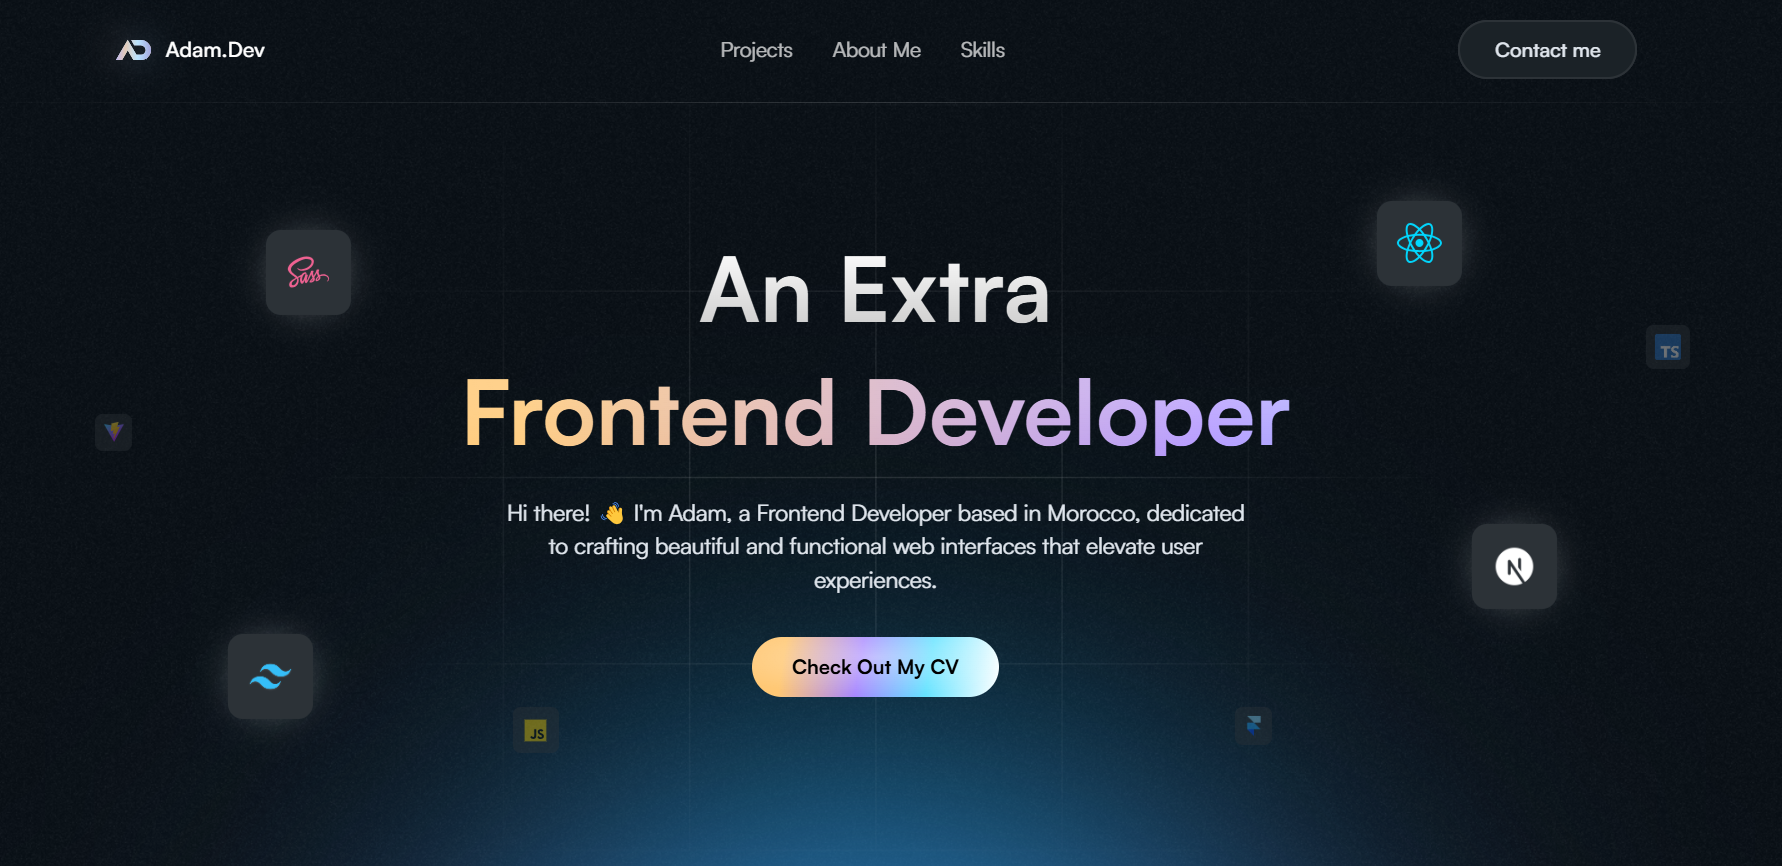 Adam.Dev
Projects
About Me
Skills
Contact me
Sass
An Extra
TS
Frontend Developer
Hi there! 👋 I'm Adam, a Frontend Developer based in Morocco, dedicated
to crafting beautiful and functional web interfaces that elevate user
experiences.
N
Check Out My CV
JS